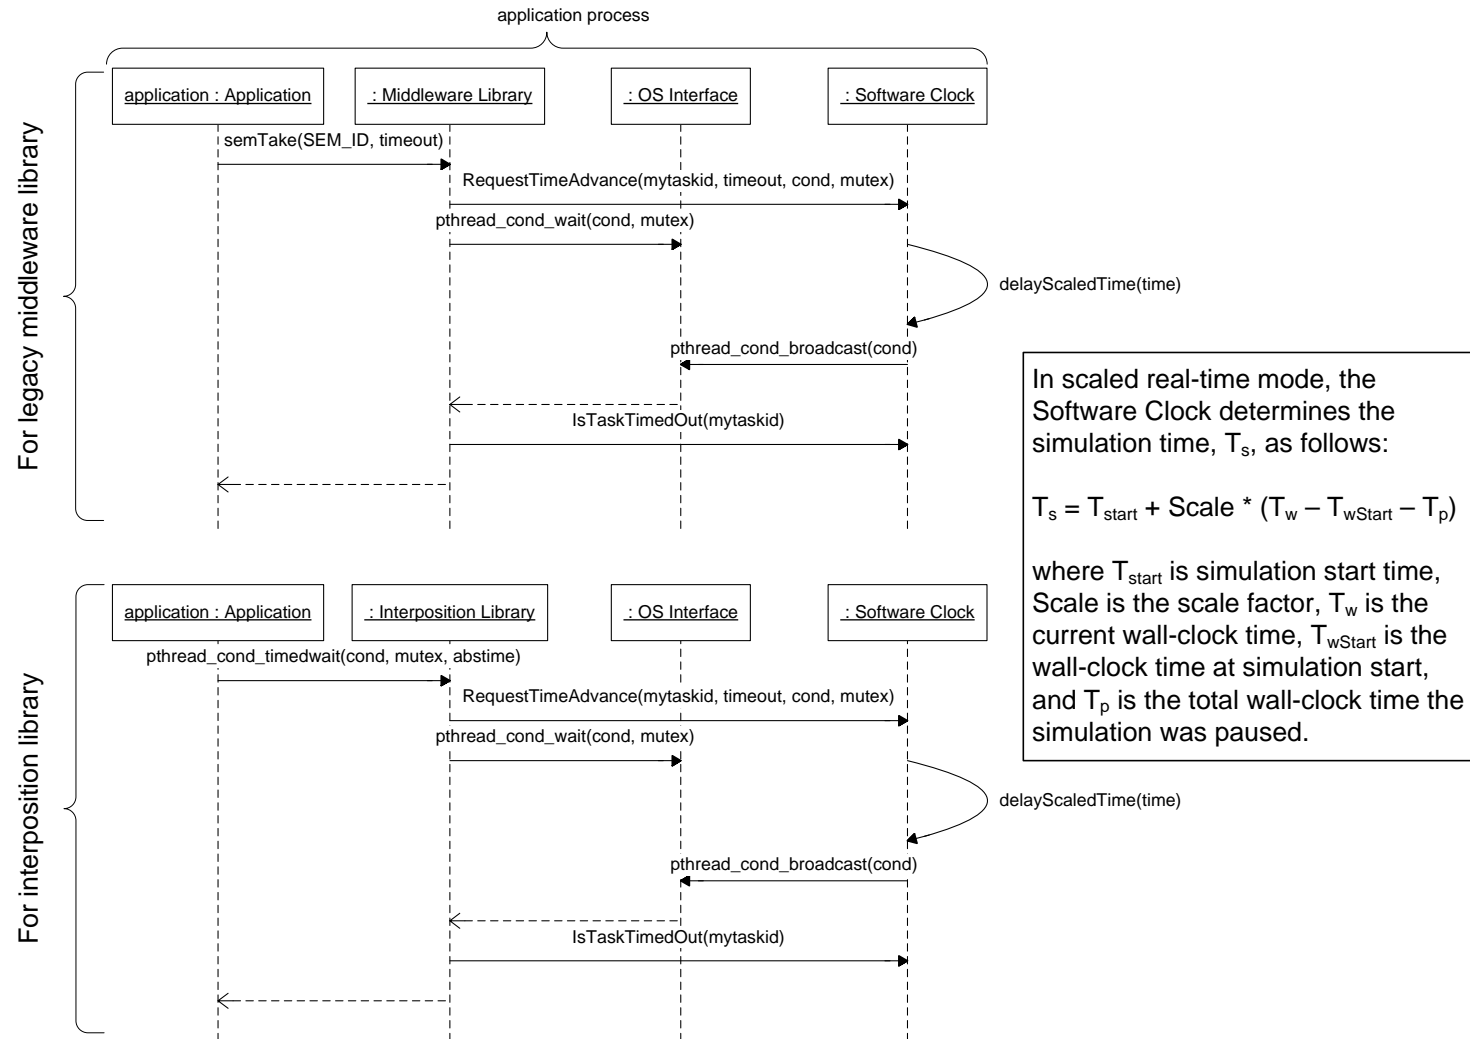 application process
For legacy middleware library
application : Application
: Middleware Library
: OS Interface
: Software Clock
semTake(SEM_ID, timeout)
RequestTimeAdvance(mytaskid, timeout, cond, mutex)
pthread_cond_wait(cond, mutex)
delayScaledTime(time)
pthread_cond_broadcast(cond)
IsTaskTimedOut(mytaskid)
In scaled real-time mode, the
Software Clock determines the
simulation time, Ts, as follows:
Ts = Tstart + Scale * (Tw – TwStart – Tp)
where Tstart is simulation start time,
Scale is the scale factor, Tw is the
current wall-clock time, TwStart is the
wall-clock time at simulation start,
and Tp is the total wall-clock time the
simulation was paused.
For interposition library
application : Application
: Interposition Library
: OS Interface
: Software Clock
pthread_cond_timedwait(cond, mutex, abstime)
RequestTimeAdvance(mytaskid, timeout, cond, mutex)
pthread_cond_wait(cond, mutex)
delayScaledTime(time)
pthread_cond_broadcast(cond)
IsTaskTimedOut(mytaskid)